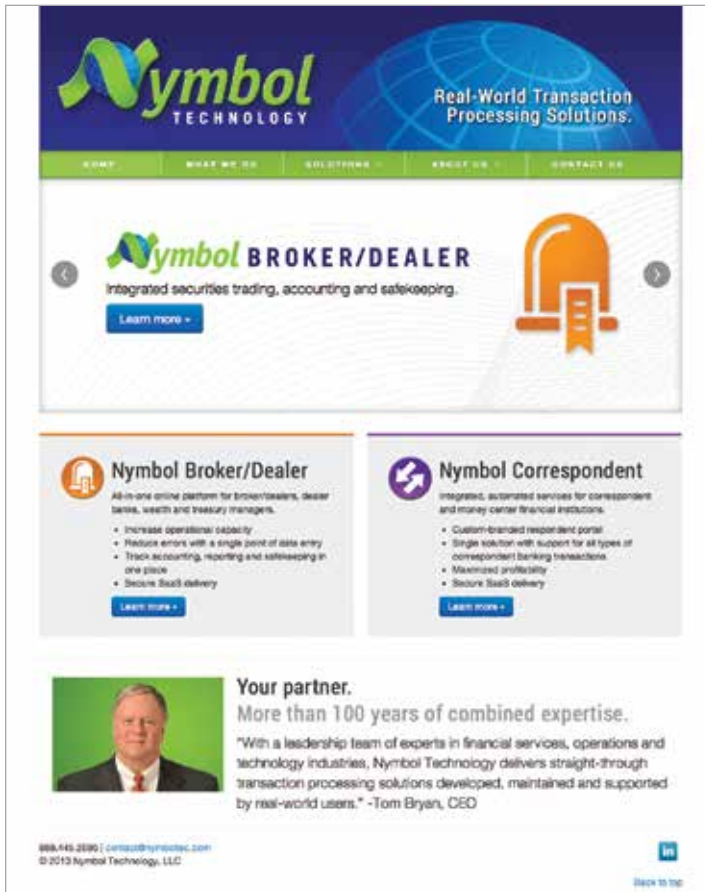 Nymbol
TECHNOLOGY
Real-World Transaction
Processing Solutions.
HOME
WHAT WE DO
SOLUTIONS
ABOUT US
CONTACT US
Nymbol BROKER/DEALER
Integrated securities trading, accounting and safekeeping.
Learn more »
Nymbol Broker/Dealer
All-in-one online platform for broker/dealers, dealer
banks, wealth and treasury managers.
• Increase operational capacity
• Reduce errors with a single point of data entry
• Track accounting, reporting and safekeeping in
one place
• Secure SaaS delivery
Learn more »
Nymbol Correspondent
Integrated, automated services for correspondent
and money center financial institutions.
• Custom-branded respondent portal
• Single solution with support for all types of
correspondent banking transactions
• Maximized profitability
• Secure SaaS delivery
Learn more »
Your partner.
More than 100 years of combined expertise.
"With a leadership team of experts in financial services, operations and
technology industries, Nymbol Technology delivers straight-through
transaction processing solutions developed, maintained and supported
by real-world users." -Tom Bryan, CEO
© 2013 Nymbol Technology, LLC
in
Back to top